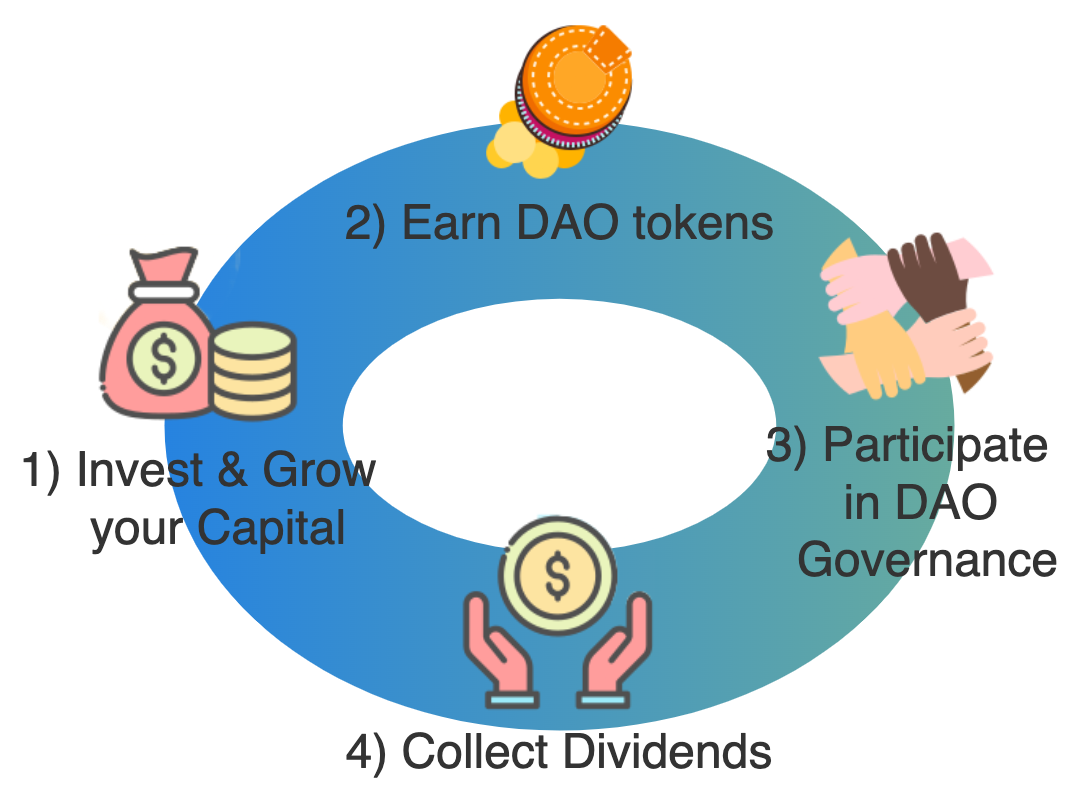 1) Invest & Grow
your Capital
2) Earn DAO tokens
3) Participate
in DAO
Governance
4) Collect Dividends